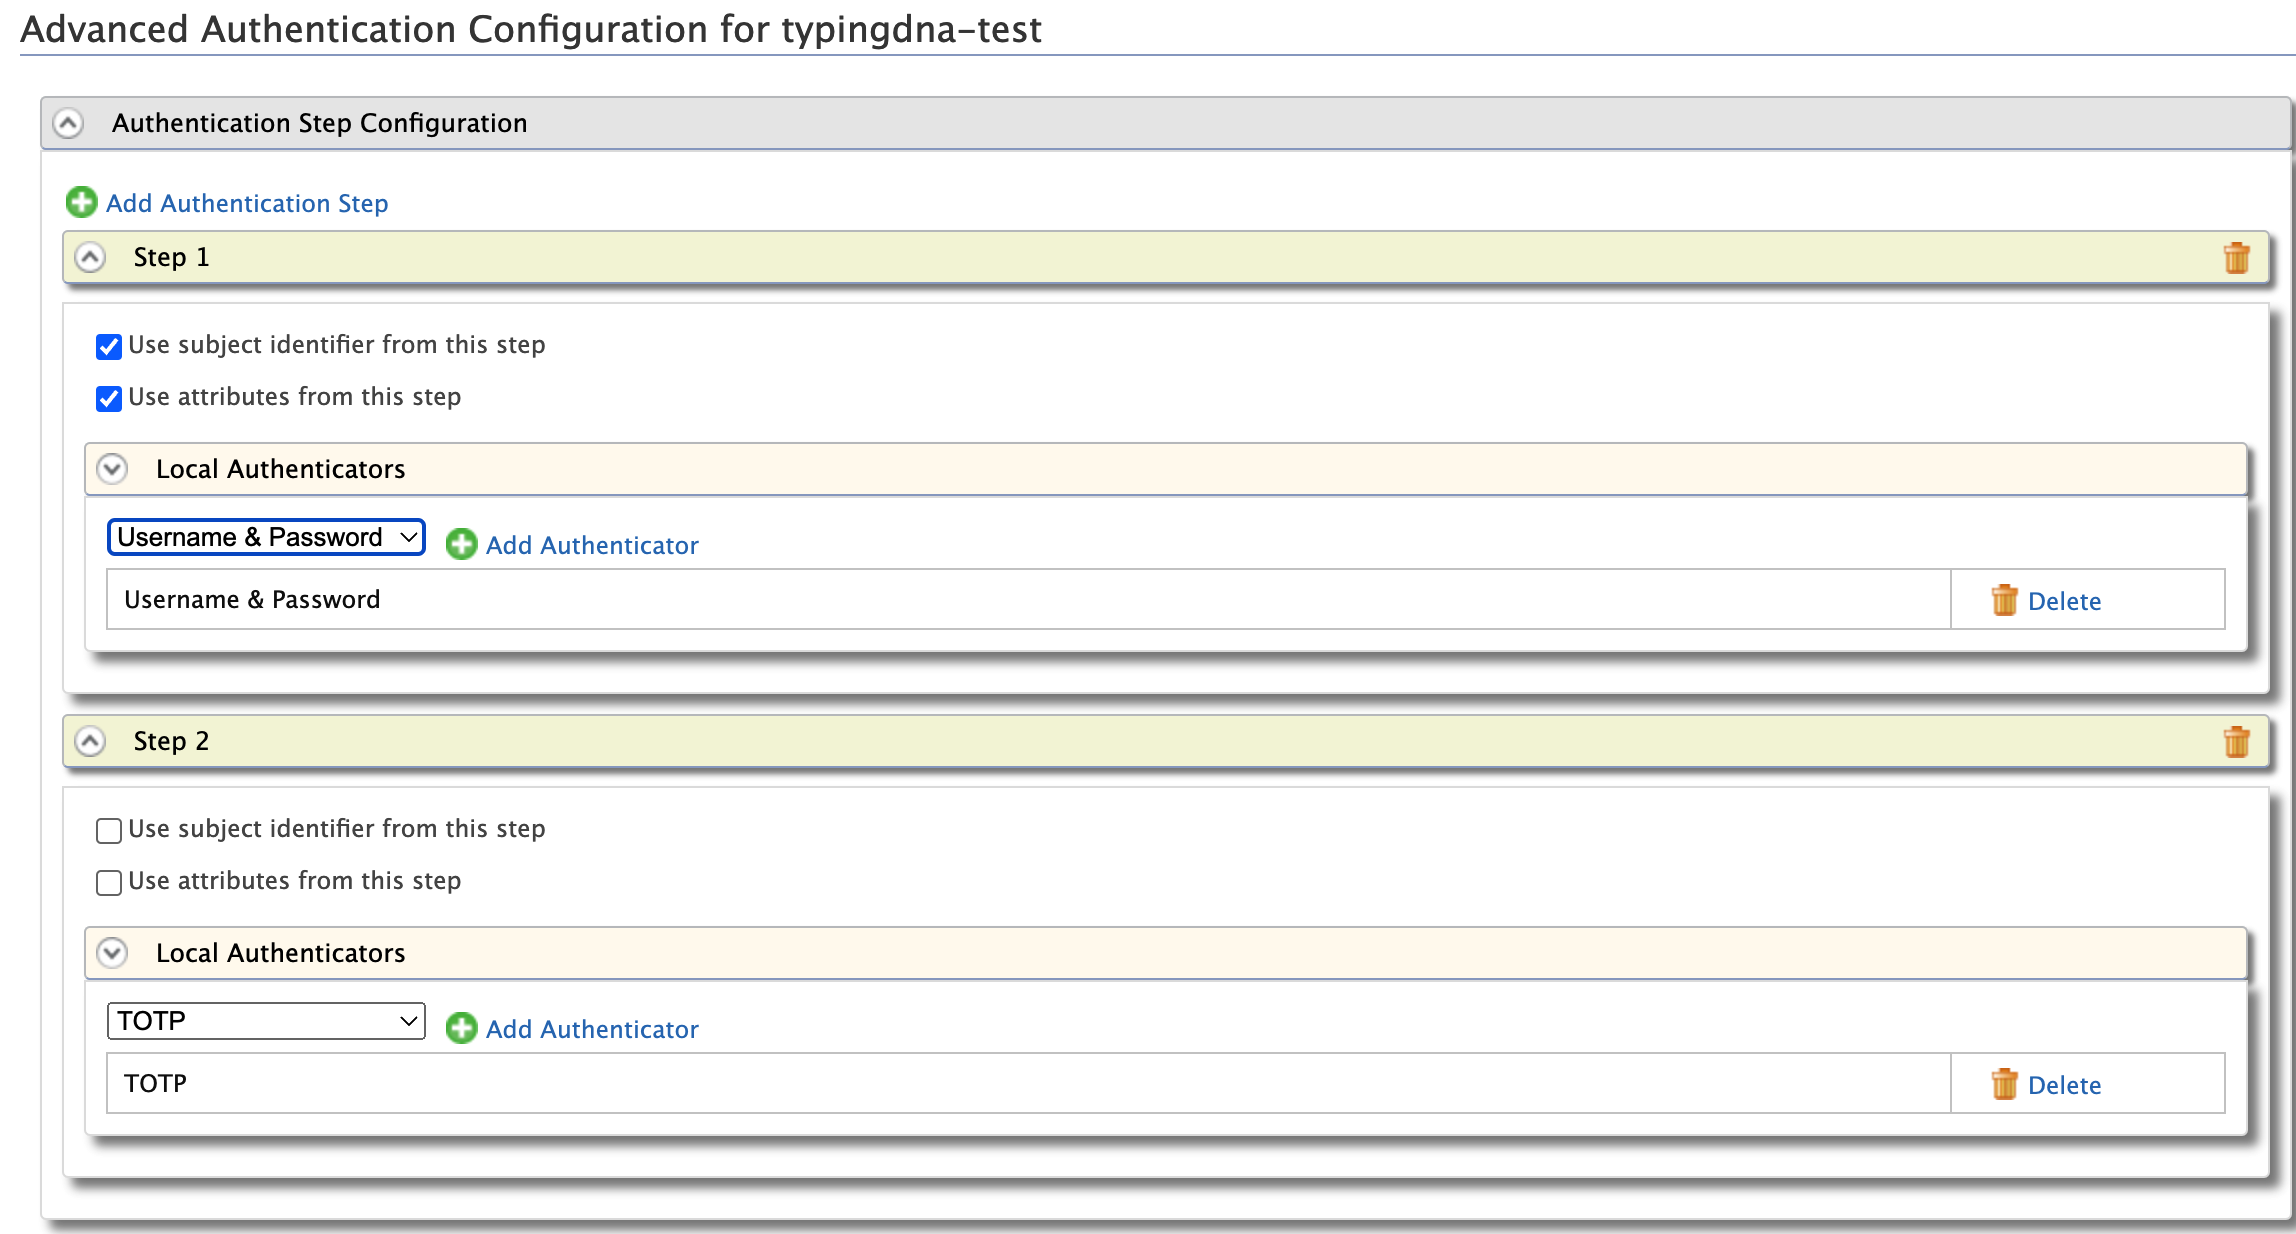 Advanced Authentication Configuration for typingdna-test
Authentication Step Configuration
Add Authentication Step
Step 1
Use subject identifier from this step
Use attributes from this step
Local Authenticators
Username & Password Add Authenticator
Username & Password Delete
Step 2
Use subject identifier from this step
Use attributes from this step
Local Authenticators
TOTP Add Authenticator
TOTP Delete